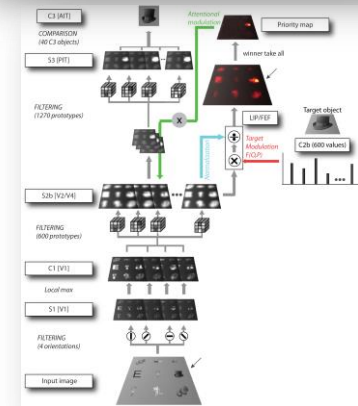 C3 [AIT]
COMPARISON
(40 C3 objects)
S3 [PIT]
FILTERING
(1270 prototypes)
Attentional
modulation
X
Priority map
winner take all
LIP/FEF
Target object
Normalization
Target
Modulation
F(O,P)
C2b (600 values)
S2b [V2/V4]
FILTERING
(600 prototypes)
C1 [V1]
Local max
S1 [V1]
FILTERING
(4 orientations)
Input image